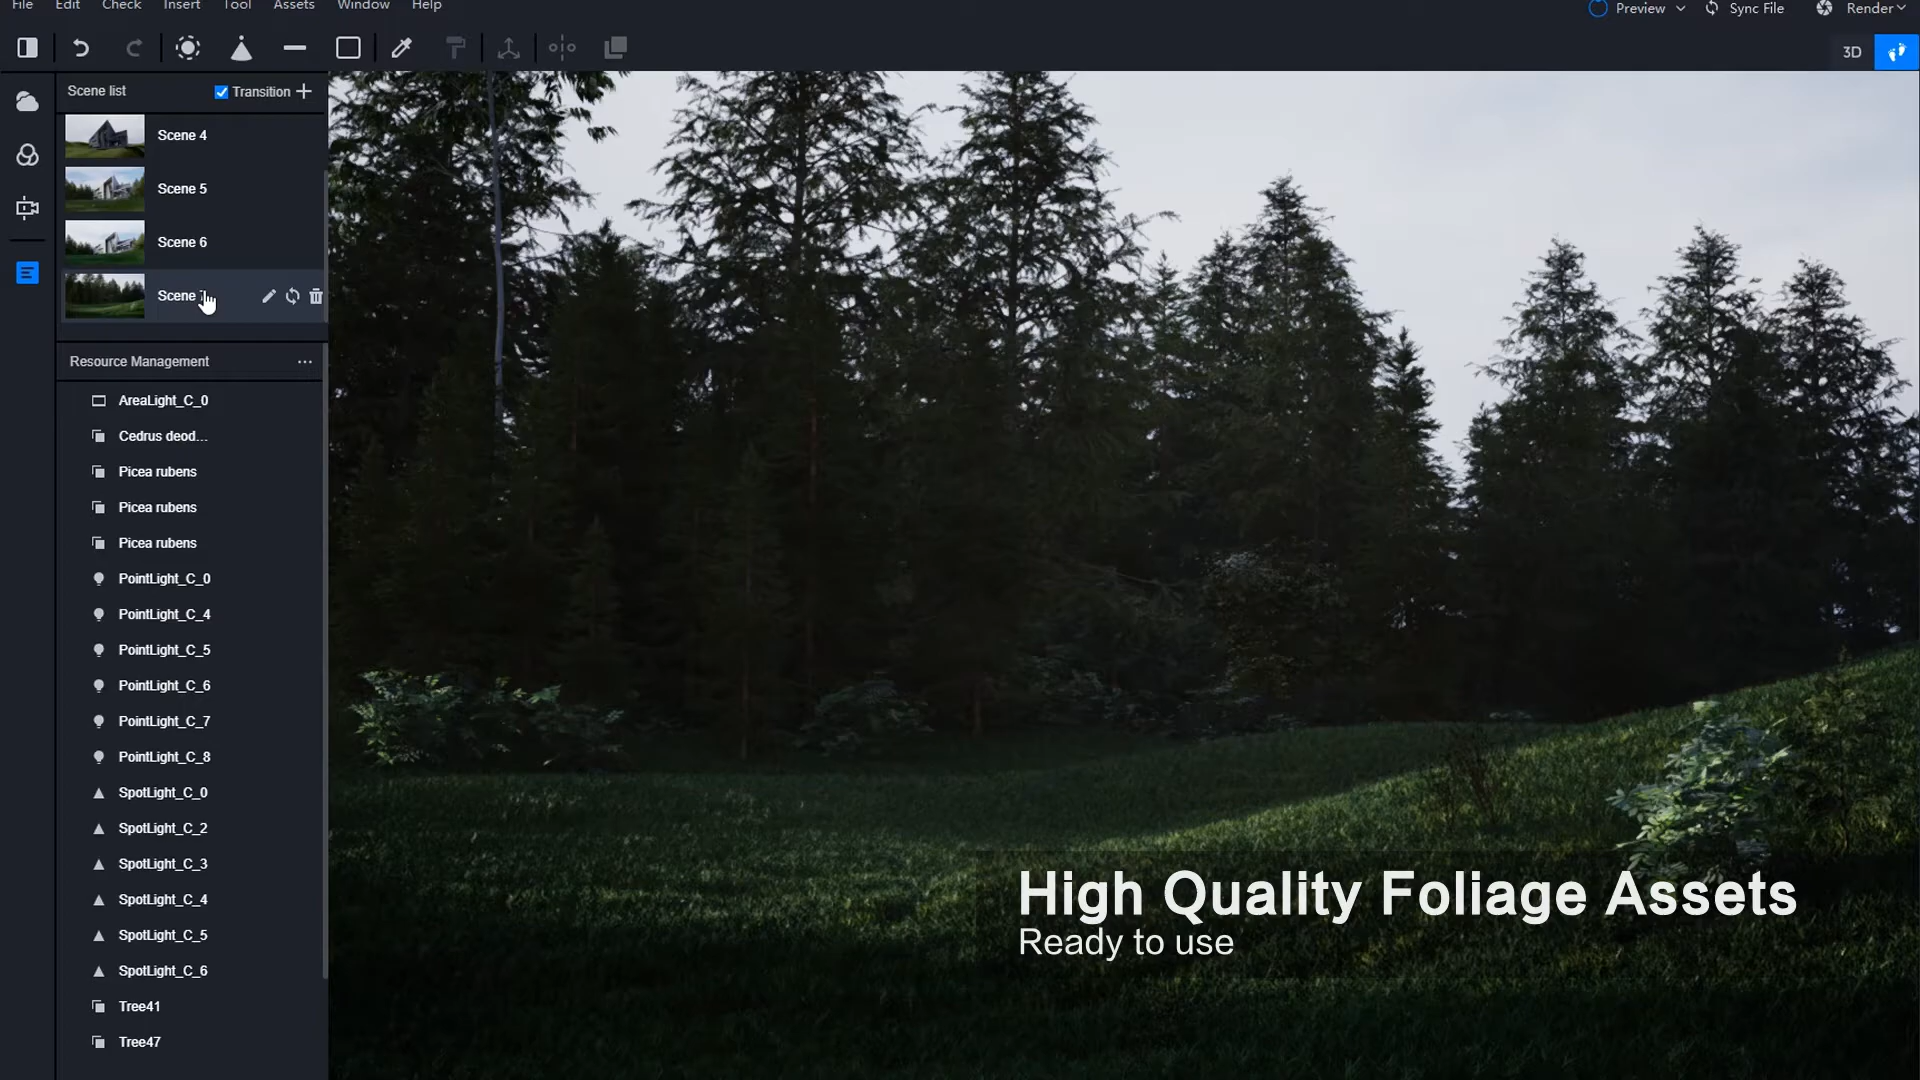 File Edit Check Insert Tool Assets Window Help
Preview Sync File Render
3D
Scene list Transition
Scene 4
Scene 5
Scene 6
Scene
Resource Management
AreaLight_C_0
Cedrus deod...
Picea rubens
Picea rubens
Picea rubens
PointLight_C_0
PointLight_C_4
PointLight_C_5
PointLight_C_6
PointLight_C_7
PointLight_C_8
SpotLight_C_0
SpotLight_C_2
SpotLight_C_3
SpotLight_C_4
SpotLight_C_5
SpotLight_C_6
Tree41
Tree47
High Quality Foliage Assets
Ready to use